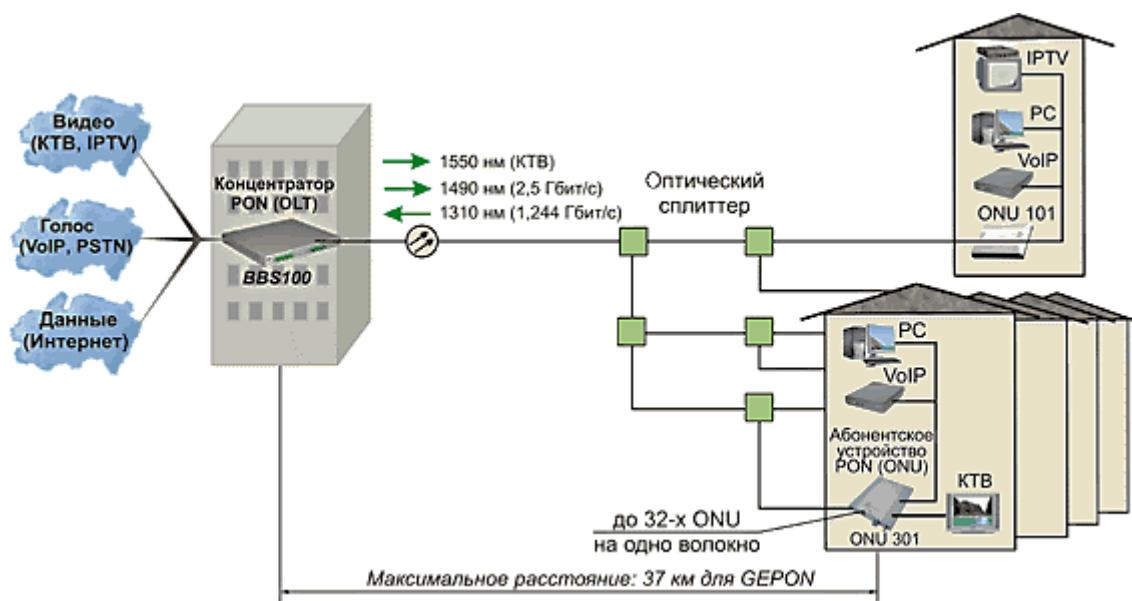 Видео
(КТВ, IPTV)
Голос
(VoIP, PSTN)
Данные
(Интернет)
Концентратор
PON (OLT)
BBS100
1550 нм (КТВ)
1490 нм (2,5 Гбит/с)
1310 нм (1,244 Гбит/с)
Оптический
сплиттер
IPTV
PC
VoIP
ONU 101
PC
VoIP
Абонентское
устройство
PON (ONU)
КТВ
ONU 301
до 32-х ONU
на одно волокно
Максимальное расстояние: 37 км для GEPON